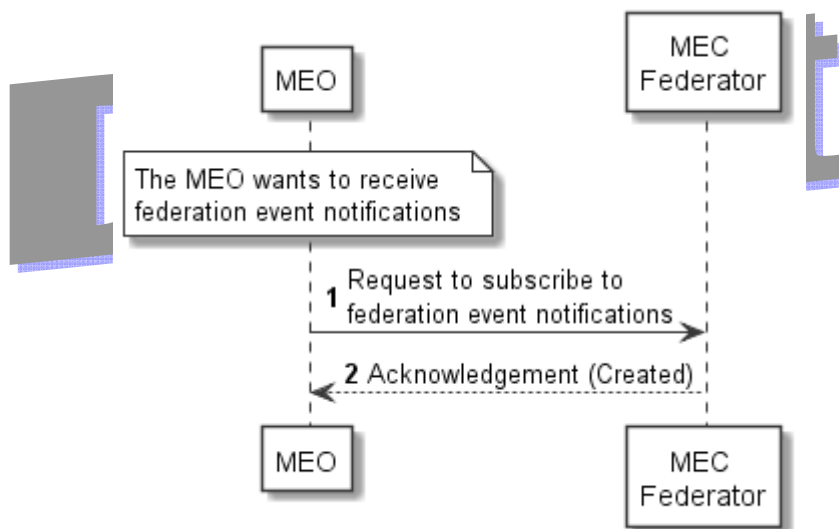 MEO
MEC
Federator
The MEO wants to receive
federation event notifications
1 Request to subscribe to
federation event notifications
2 Acknowledgement (Created)
MEO
MEC
Federator